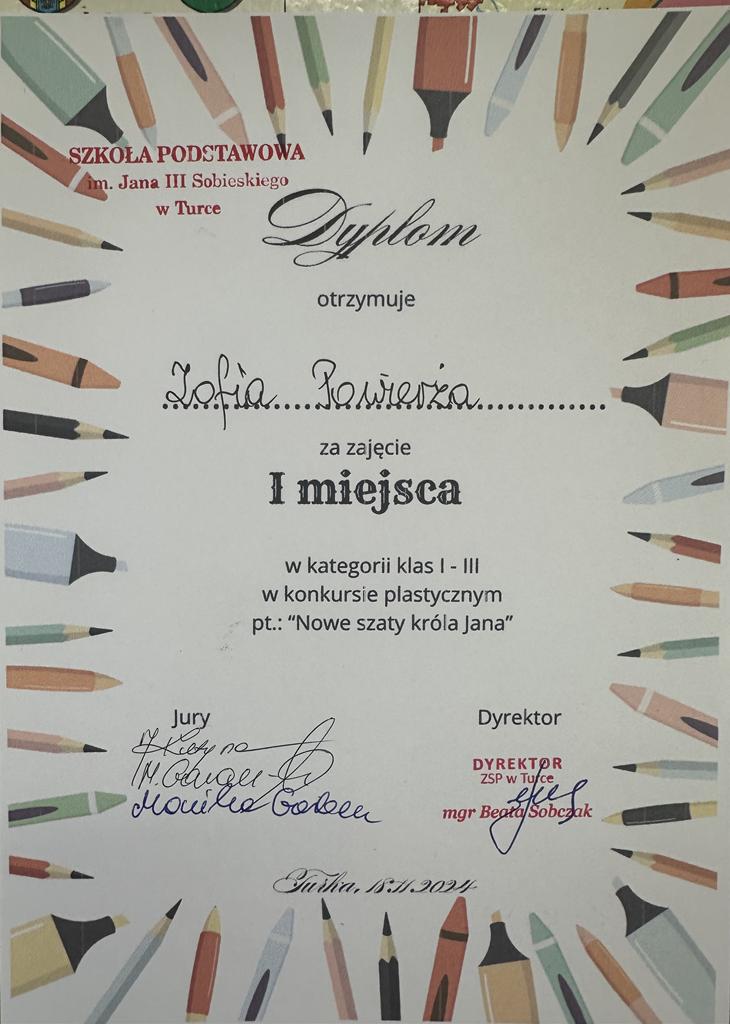 SZKOŁA PODSTAWOWA
im. Jana III Sobieskiego
w Turce
Dyplom
otrzymuje
Zofia Powierża
za zajęcie
I miejsca
w kategorii klas I - III
w konkursie plastycznym
pt.: “Nowe szaty króla Jana”
Jury
Dyrektor
DYREKTOR
ZSP w Turce
mgr Beata Sobczak
Monika
Turka, 18.11.2024